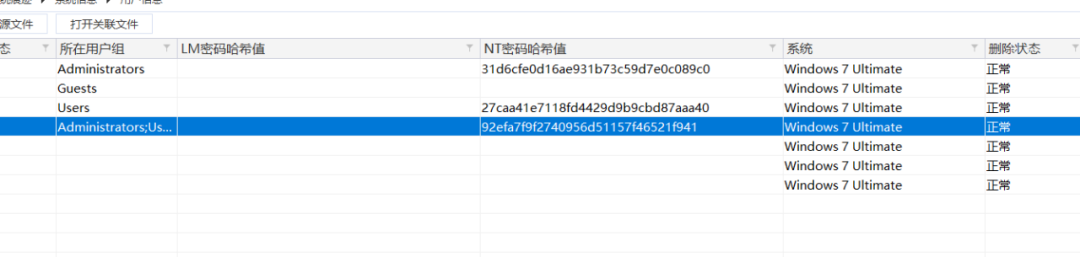 统痕迹 ▸ 系统信息 ▸ 用户信息
源文件 打开关联文件
态 所在用户组 LM密码哈希值 NT密码哈希值 系统 删除状态
Administrators 31d6cfe0d16ae931b73c59d7e0c089c0 Windows 7 Ultimate 正常
Guests Windows 7 Ultimate 正常
Users 27caa41e7118fd4429d9b9cbd87aaa40 Windows 7 Ultimate 正常
Administrators;Us... 92efa7f9f2740956d51157f46521f941 Windows 7 Ultimate 正常
Windows 7 Ultimate 正常
Windows 7 Ultimate 正常
Windows 7 Ultimate 正常